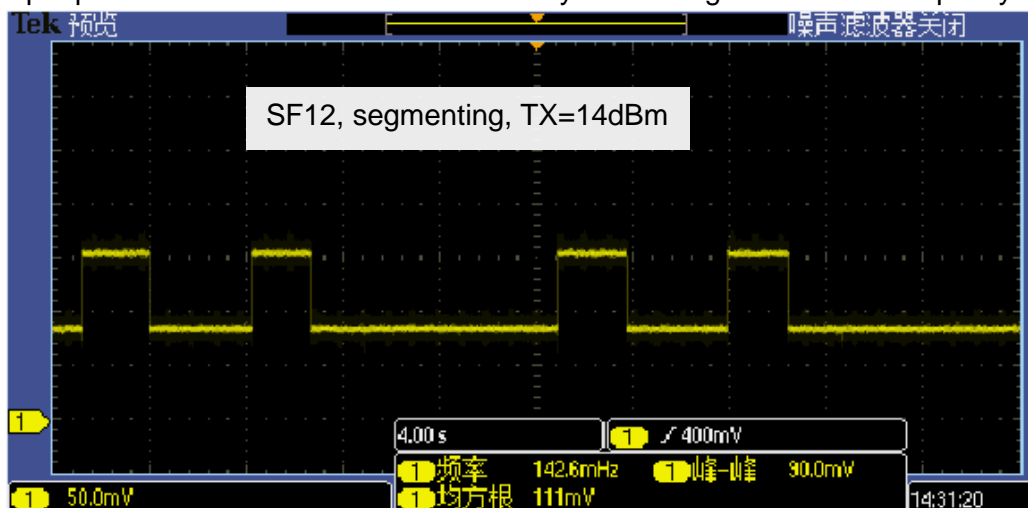 Tek 预览
噪声滤波器关闭
SF12, segmenting, TX=14dBm
1
4.00 s
1 / 400mV
1 频率 142.6mHz 1 峰-峰 90.0mV
1 50.0mV
1 均方根 111mV
14:31:20